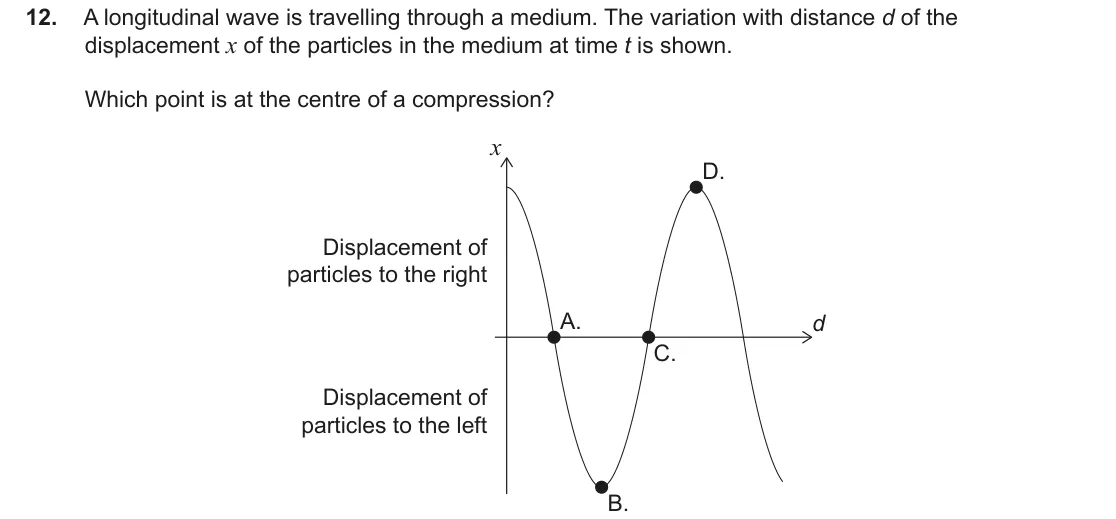 12. A longitudinal wave is travelling through a medium. The variation with distance d of the
displacement x of the particles in the medium at time t is shown.
Which point is at the centre of a compression?
x
D.
Displacement of
particles to the right
A.
d
C.
Displacement of
particles to the left
B.